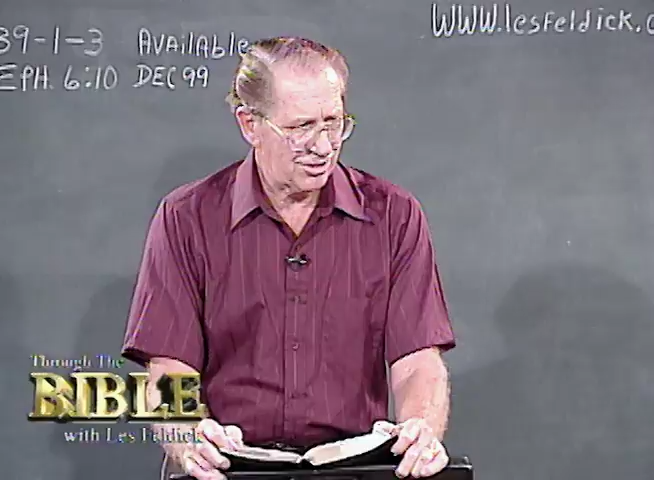 39-1-3 AVAILABLE
EPH. 6:10 DEC 99
WWW.lesfeldick.
Through The
BIBLE
with Les Feldick